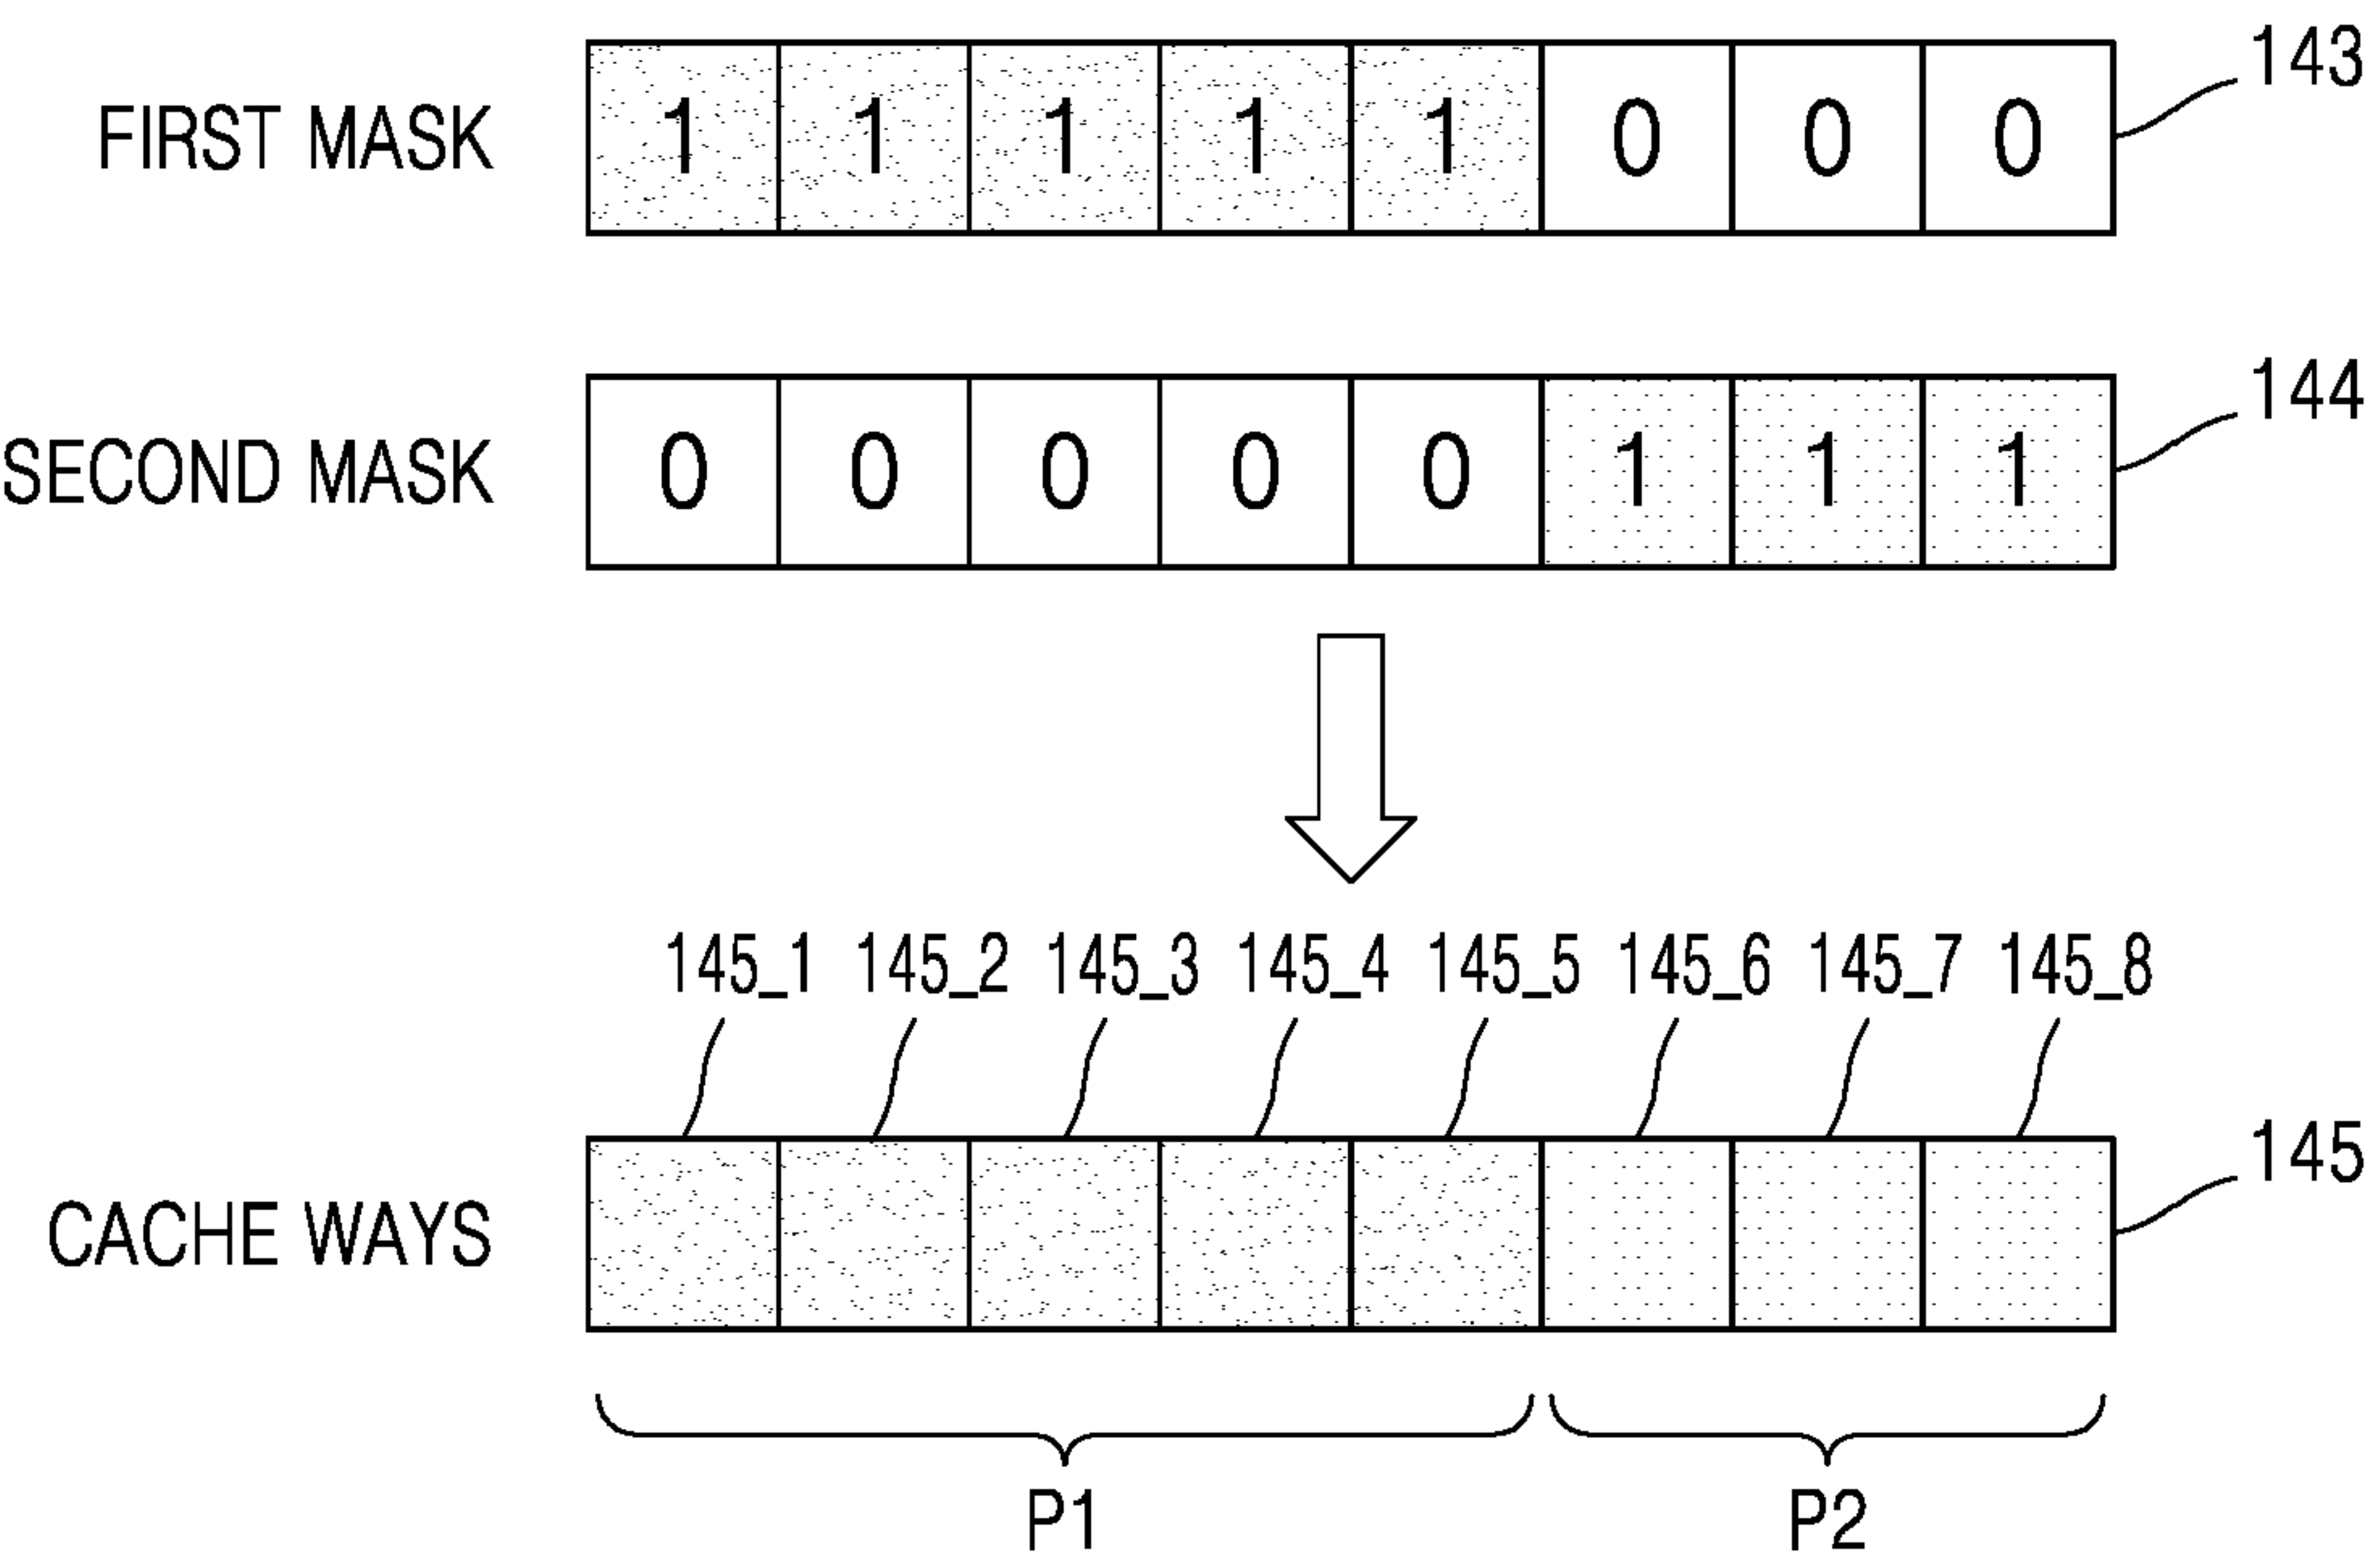 143
FIRST MASK 1 1 1 1 1 0 0 0
144
SECOND MASK 0 0 0 0 0 1 1 1
145_1 145_2 145_3 145_4 145_5 145_6 145_7 145_8
145
CACHE WAYS
P1 P2